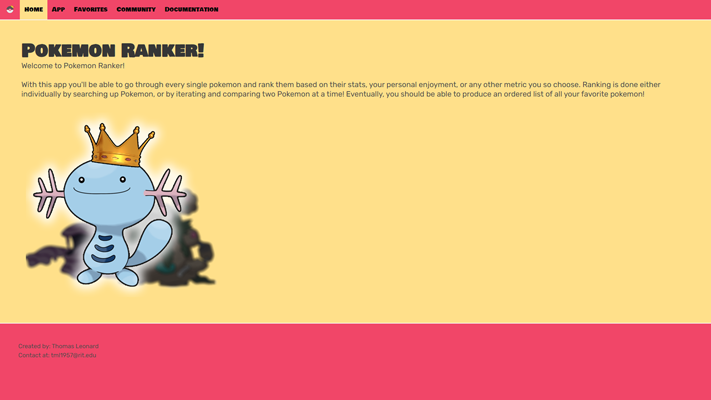 Home App Favorites Community Documentation
Pokemon Ranker!
Welcome to Pokemon Ranker!
With this app you'll be able to go through every single pokemon and rank them based on their stats, your personal enjoyment, or any other metric you so choose. Ranking is done either
individually by searching up Pokemon, or by iterating and comparing two Pokemon at a time! Eventually, you should be able to produce an ordered list of all your favorite pokemon!
Created by: Thomas Leonard
Contact at: